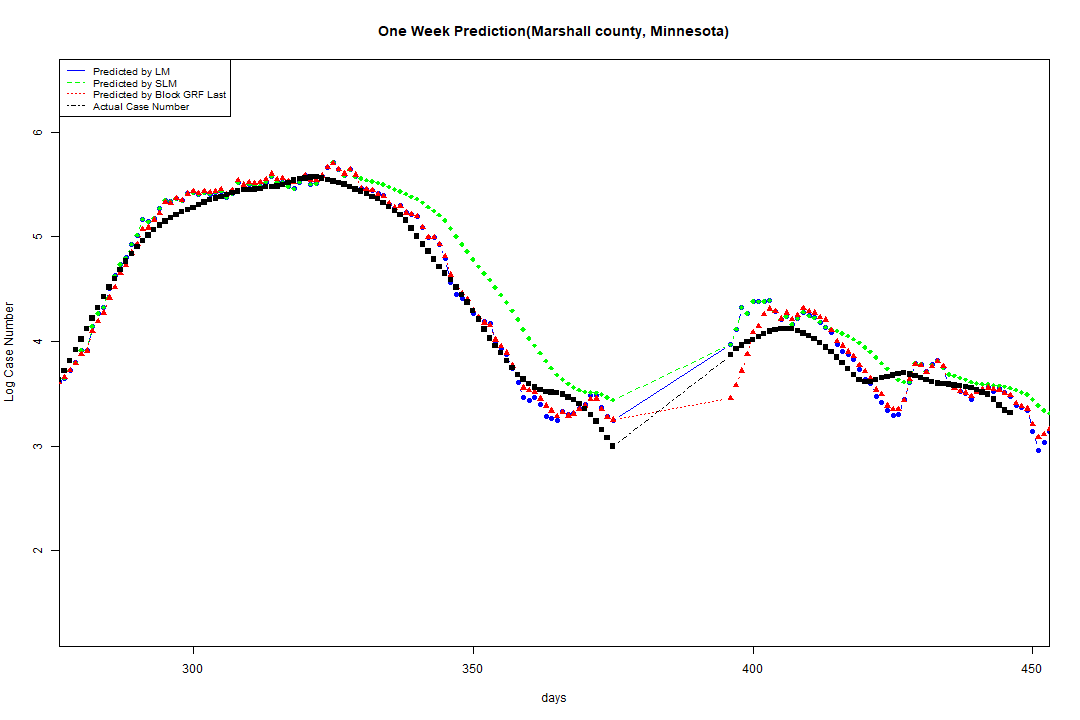 One Week Prediction(Marshall county, Minnesota)
Predicted by LM
Predicted by SLM
Predicted by Block GRF Last
Actual Case Number
6
5
4
3
2
Log Case Number
300
350
400
450
days